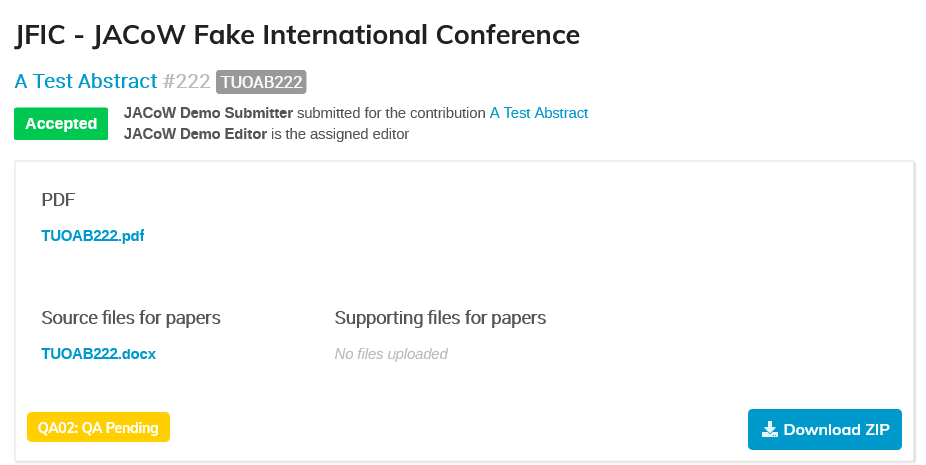 JFIC - JACoW Fake International Conference
A Test Abstract #222 TUOAB222
Accepted
JACoW Demo Submitter submitted for the contribution A Test Abstract
JACoW Demo Editor is the assigned editor
PDF
TUOAB222.pdf
Source files for papers
TUOAB222.docx
Supporting files for papers
No files uploaded
QA02: QA Pending
Download ZIP